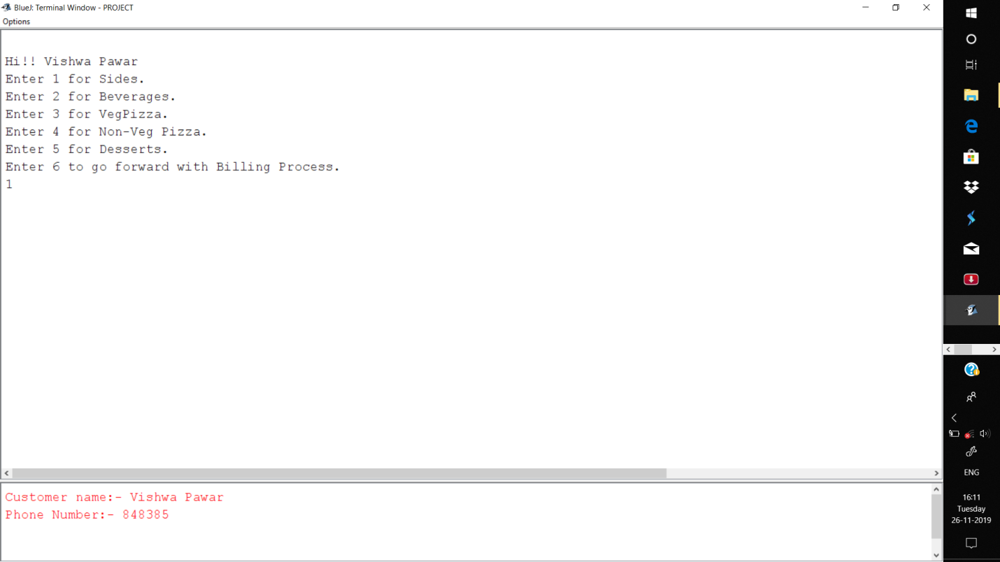 BlueJ: Terminal Window - PROJECT
Options
Hi!! Vishwa Pawar
Enter 1 for Sides.
Enter 2 for Beverages.
Enter 3 for VegPizza.
Enter 4 for Non-Veg Pizza.
Enter 5 for Desserts.
Enter 6 to go forward with Billing Process.
1
Customer name:- Vishwa Pawar
Phone Number:- 848385
ENG
16:11
Tuesday
26-11-2019